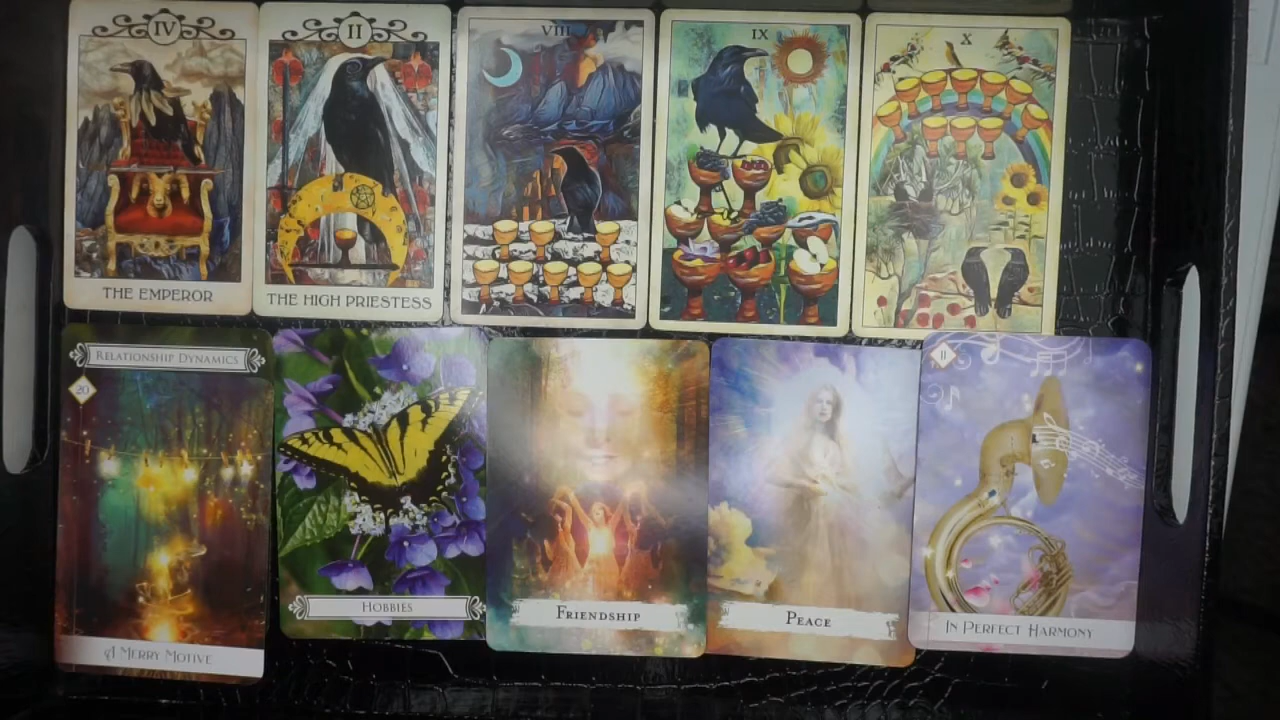 IV
THE EMPEROR
II
THE HIGH PRIESTESS
VIII
IX
X
RELATIONSHIP DYNAMICS
20
A MERRY MOTIVE
HOBBIES
FRIENDSHIP
PEACE
II
IN PERFECT HARMONY